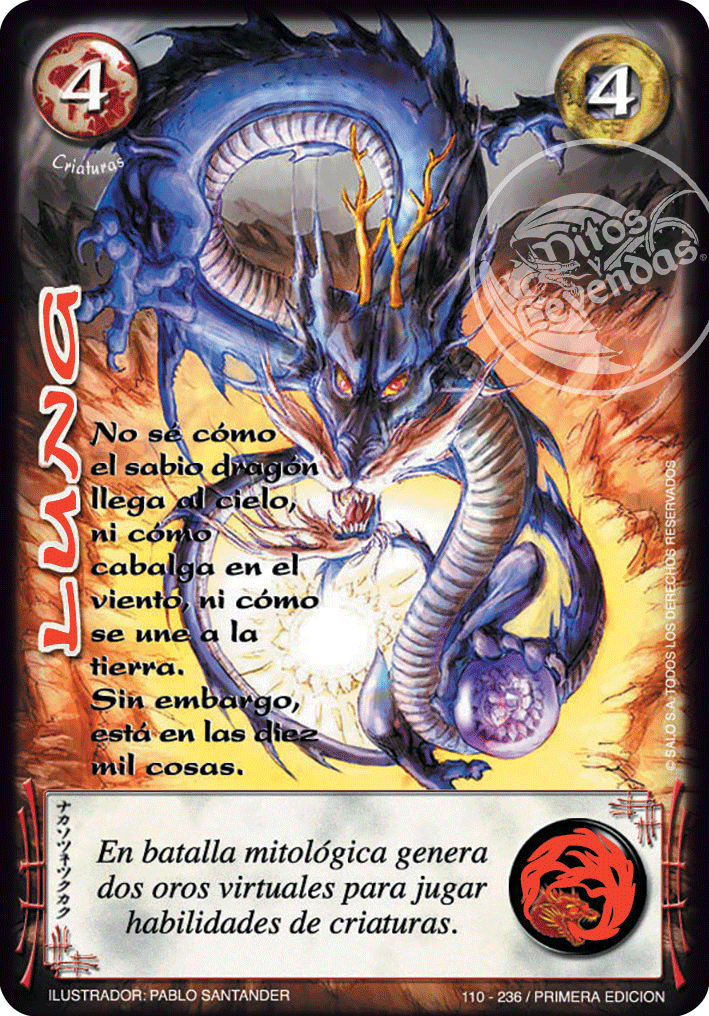 4
4
Criaturas
Mitos
y
Leyendas®
LUNA
No sé cómo
el sabio dragón
llega al cielo,
ni cómo
cabalga en el
viento, ni cómo
se une a la
tierra.
Sin embargo,
está en las diez
mil cosas.
© SALO S.A. TODOS LOS DERECHOS RESERVADOS
ナカソツネツクカク
En batalla mitológica genera
dos oros virtuales para jugar
habilidades de criaturas.
ILUSTRADOR: PABLO SANTANDER
110 - 236 / PRIMERA EDICION